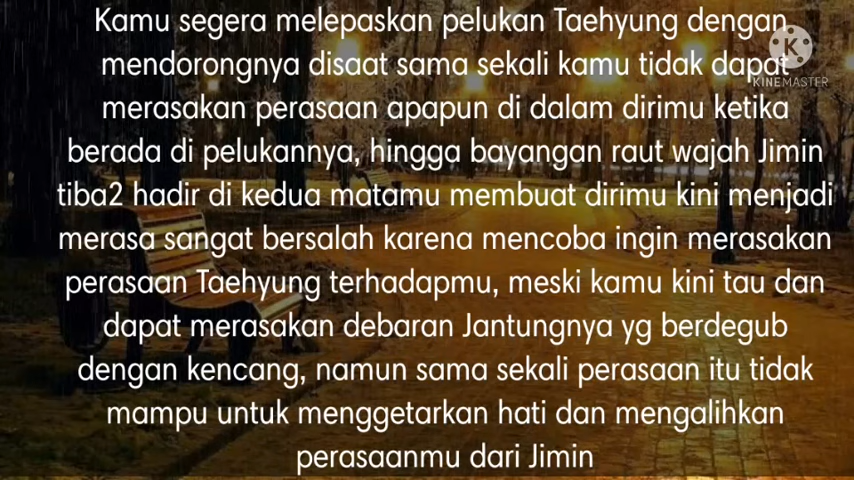 Kamu segera melepaskan pelukan Taehyung dengan
mendorongnya disaat sama sekali kamu tidak dapat
merasakan perasaan apapun di dalam dirimu ketika
berada di pelukannya, hingga bayangan raut wajah Jimin
tiba2 hadir di kedua matamu membuat dirimu kini menjadi
merasa sangat bersalah karena mencoba ingin merasakan
perasaan Taehyung terhadapmu, meski kamu kini tau dan
dapat merasakan debaran Jantungnya yg berdegub
dengan kencang, namun sama sekali perasaan itu tidak
mampu untuk menggetarkan hati dan mengalihkan
perasaanmu dari Jimin
K
KINEMASTER